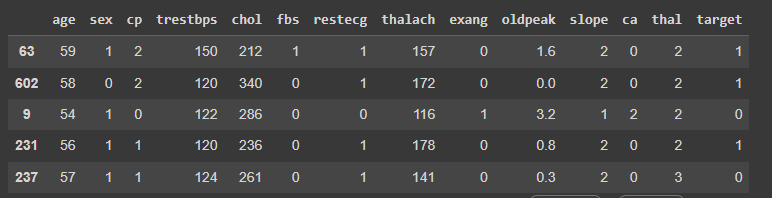 age sex cp trestbps chol fbs restecg thalach exang oldpeak slope ca thal target
63 59 1 2 150 212 1 1 157 0 1.6 2 0 2 1
602 58 0 2 120 340 0 1 172 0 0.0 2 0 2 1
9 54 1 0 122 286 0 0 116 1 3.2 1 2 2 0
231 56 1 1 120 236 0 1 178 0 0.8 2 0 2 1
237 57 1 1 124 261 0 1 141 0 0.3 2 0 3 0